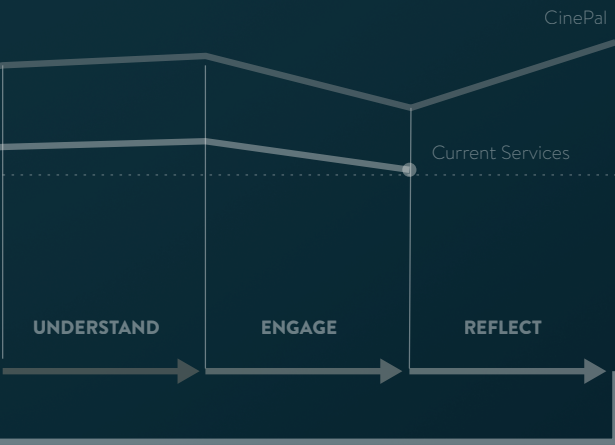 CinePal
Current Services
UNDERSTAND
ENGAGE
REFLECT